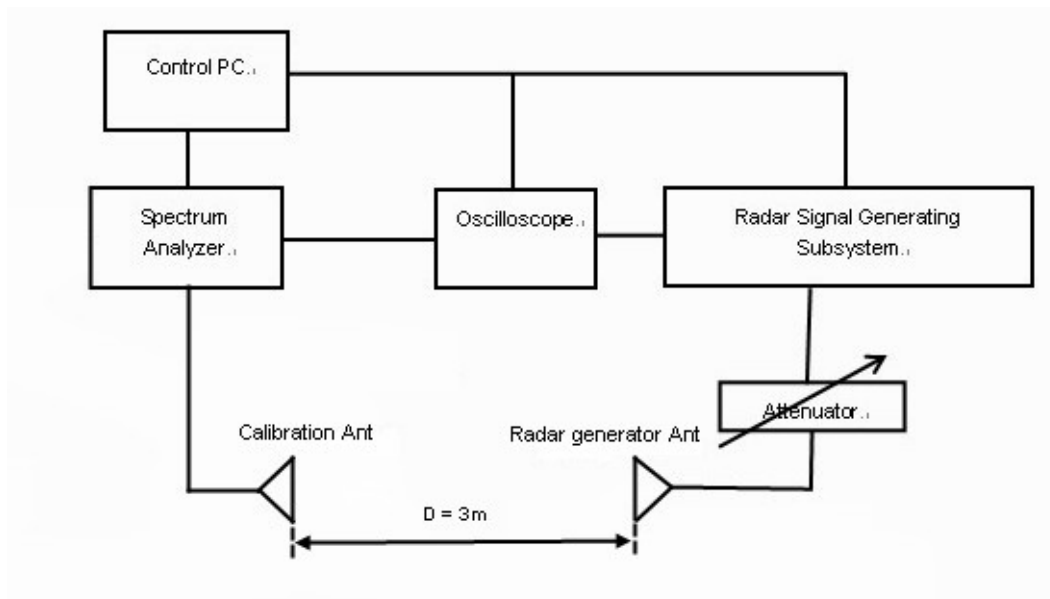 Control PC.
Spectrum
Analyzer.
Oscilloscope.
Radar Signal Generating
Subsystem.
Attenuator.
Calibration Ant
Radar generator Ant
D = 3m